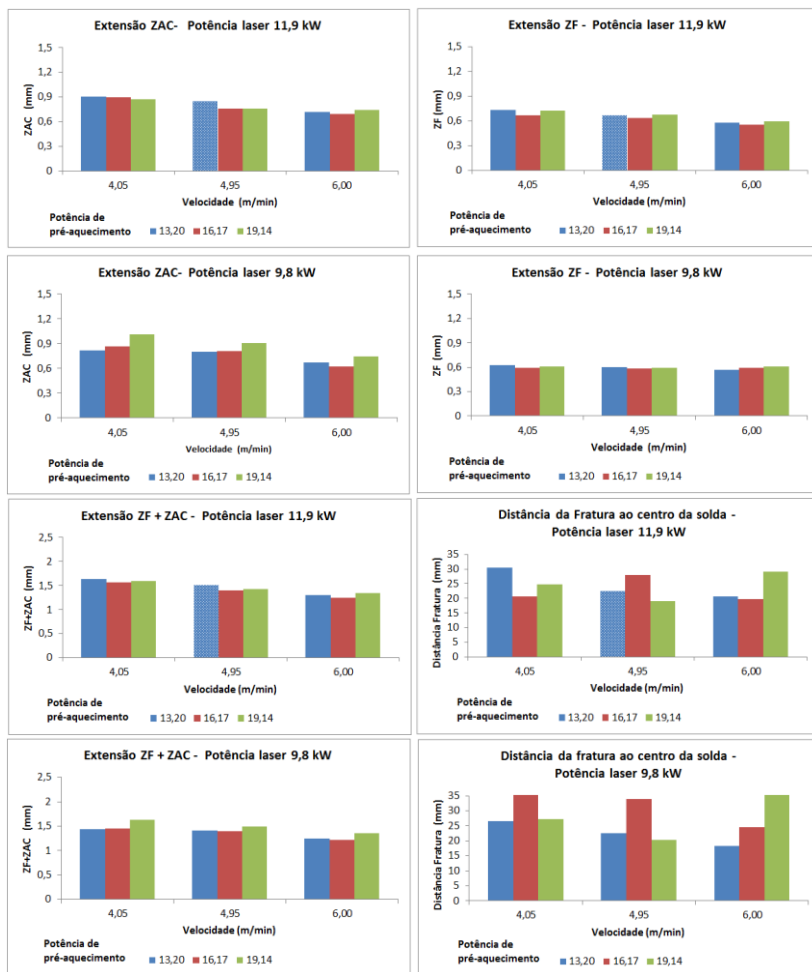 Extensão ZAC- Potência laser 11,9 kW
1,5
1,2
0,9
0,6
0,3
0
ZAC (mm)
4,05 4,95 6,00
Velocidade (m/min)
Potência de
pré-aquecimento 13,20 16,17 19,14
Extensão ZF - Potência laser 11,9 kW
1,5
1,2
0,9
0,6
0,3
0
ZF (mm)
4,05 4,95 6,00
Velocidade (m/min)
Potência de
pré-aquecimento 13,20 16,17 19,14
Extensão ZAC- Potência laser 9,8 kW
1,5
1,2
0,9
0,6
0,3
0
ZAC (mm)
4,05 4,95 6,00
Velocidade (m/min)
Potência de
pré-aquecimento 13,20 16,17 19,14
Extensão ZF - Potência laser 9,8 kW
1,5
1,2
0,9
0,6
0,3
0
ZF (mm)
4,05 4,95 6,00
Velocidade (m/min)
Potência de
pré-aquecimento 13,20 16,17 19,14
Extensão ZF + ZAC - Potência laser 11,9 kW
2,5
2
1,5
1
0,5
0
ZF+ZAC (mm)
4,05 4,95 6,00
Velocidade (m/min)
Potência de
pré-aquecimento 13,20 16,17 19,14
Distância da Fratura ao centro da solda -
Potência laser 11,9 kW
35
30
25
20
15
10
5
0
Distância Fratura (mm)
4,05 4,95 6,00
Velocidade (m/min)
Potência de
pré-aquecimento 13,20 16,17 19,14
Extensão ZF + ZAC - Potência laser 9,8 kW
2,5
2
1,5
1
0,5
0
ZF+ZAC (mm)
4,05 4,95 6,00
Velocidade (m/min)
Potência de
pré-aquecimento 13,20 16,17 19,14
Distância da fratura ao centro da solda -
Potência laser 9,8 kW
35
30
25
20
15
10
5
0
Distância Fratura (mm)
4,05 4,95 6,00
Velocidade (m/min)
Potência de
pré-aquecimento 13,20 16,17 19,14